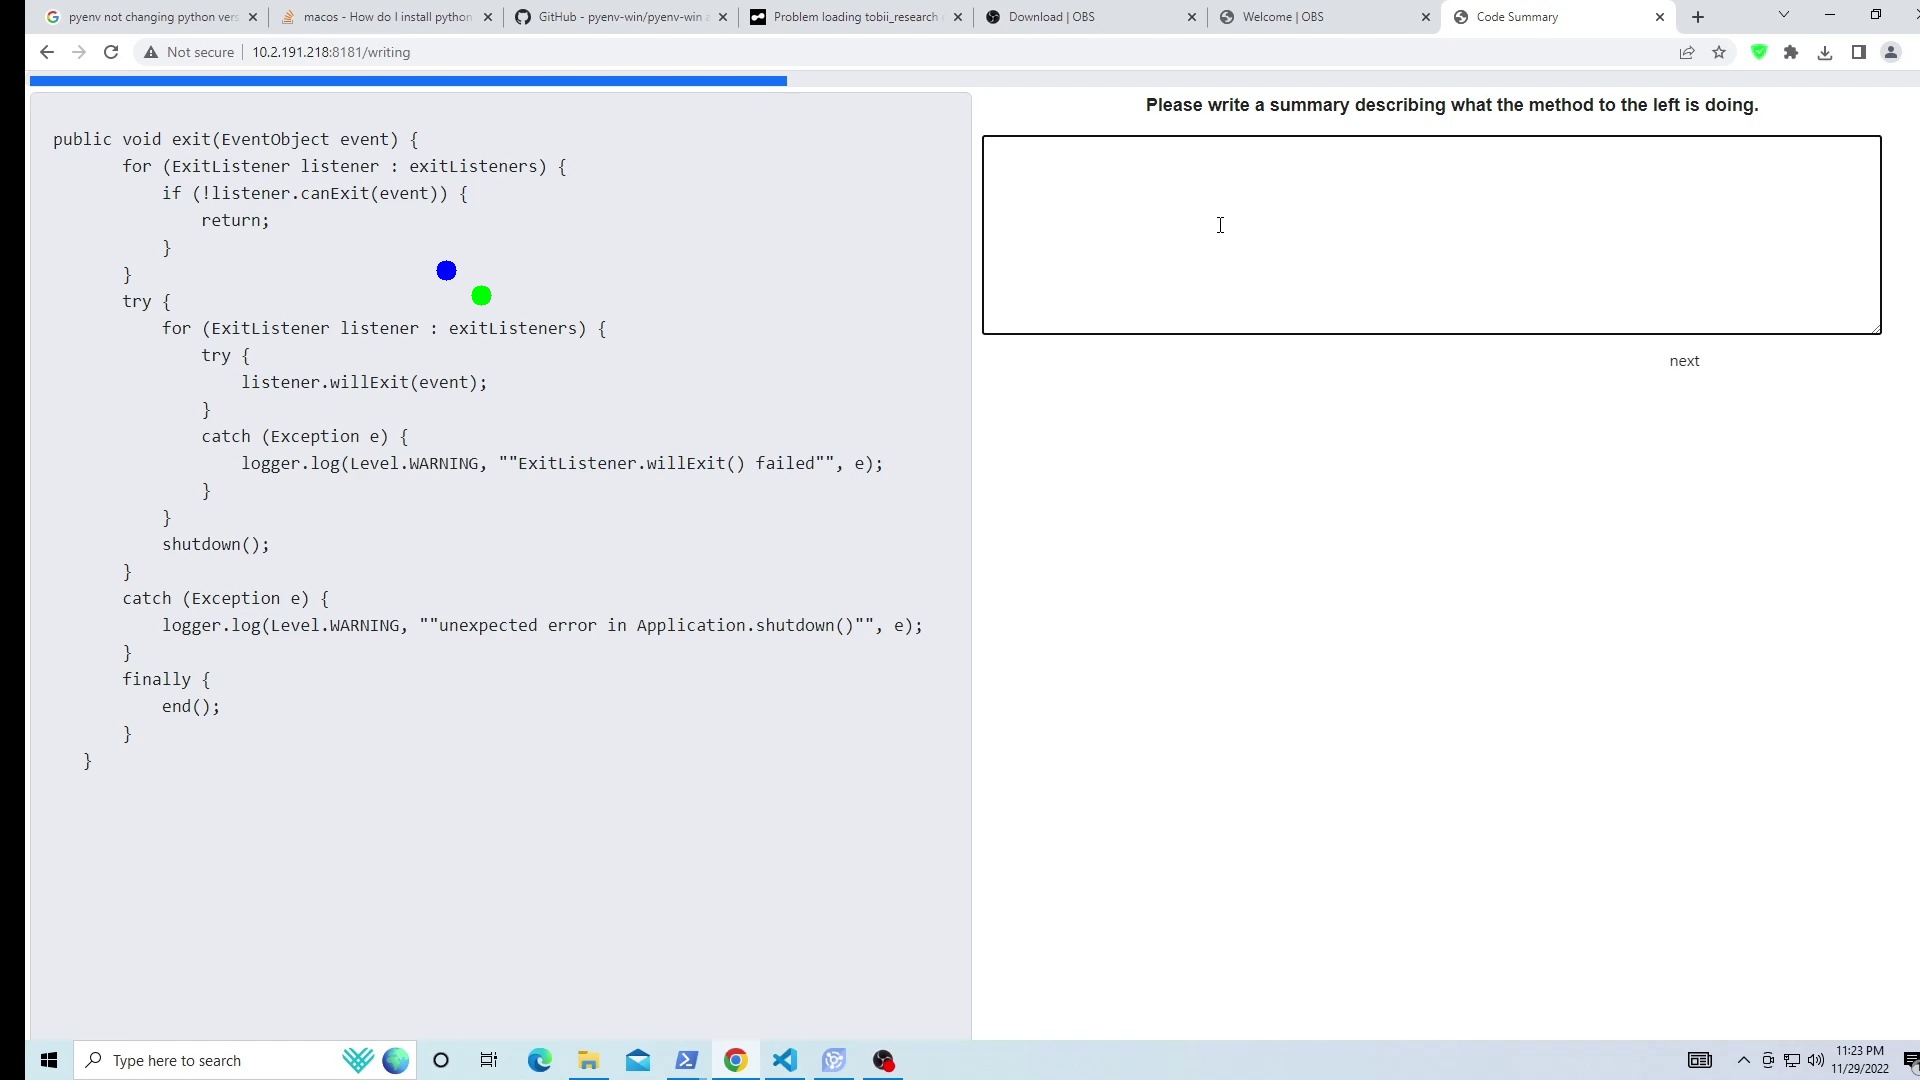 pyenv not changing python vers
macos - How do I install python
GitHub - pyenv-win/pyenv-win a
Problem loading tobii_research
Download | OBS
Welcome | OBS
Code Summary
Not secure
10.2.191.218:8181/writing
public void exit(EventObject event) {
for (ExitListener listener : exitListeners) {
if (!listener.canExit(event)) {
return;
}
}
try {
for (ExitListener listener : exitListeners) {
try {
listener.willExit(event);
}
catch (Exception e) {
logger.log(Level.WARNING, ""ExitListener.willExit() failed"", e);
}
}
shutdown();
}
catch (Exception e) {
logger.log(Level.WARNING, ""unexpected error in Application.shutdown()"", e);
}
finally {
end();
}
}
Please write a summary describing what the method to the left is doing.
next
Type here to search
11:23 PM
11/29/2022